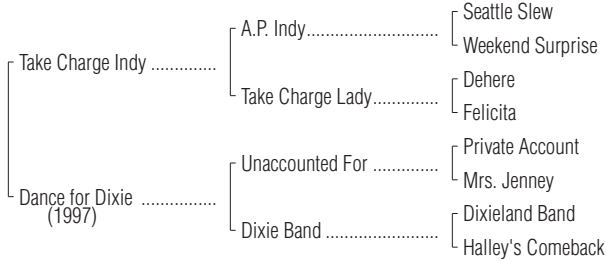 Seattle Slew
A.P. Indy..............................
Weekend Surprise
Take Charge Indy ...............
Dehere
Take Charge Lady...............
Felicita
Private Account
Unaccounted For ...............
Mrs. Jenney
Dance for Dixie .................
(1997)
Dixieland Band
Dixie Band ..........................
Halley's Comeback